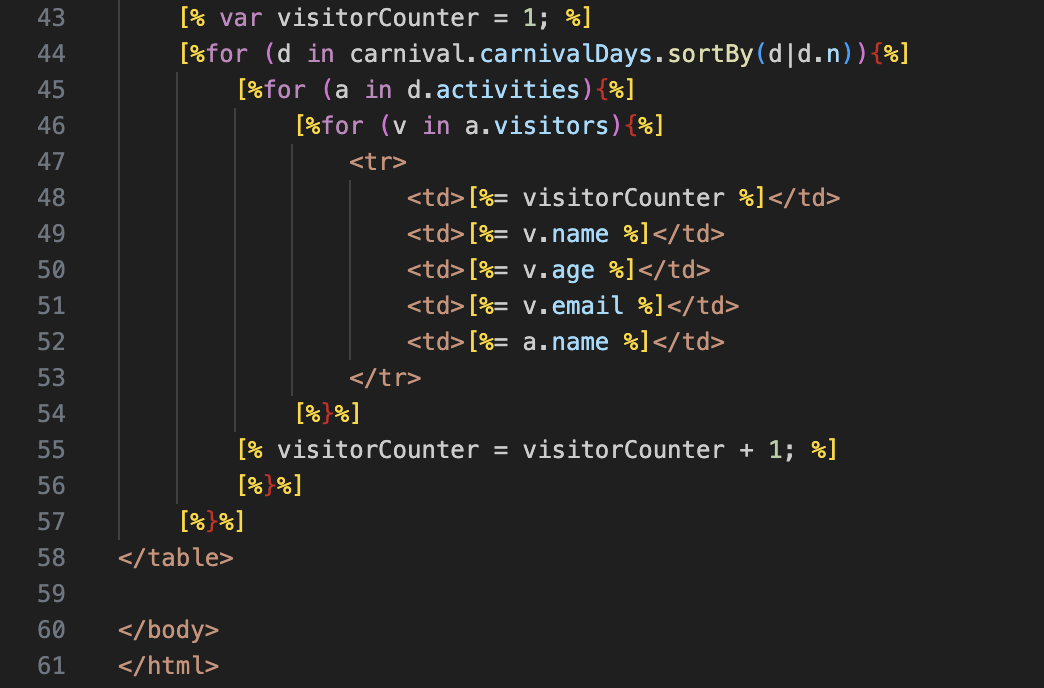 43 [% var visitorCounter = 1; %]
44 [%for (d in carnival.carnivalDays.sortBy(d|d.n)){%]
45 [%for (a in d.activities){%]
46 [%for (v in a.visitors){%]
47 <tr>
48 <td>[%= visitorCounter %]</td>
49 <td>[%= v.name %]</td>
50 <td>[%= v.age %]</td>
51 <td>[%= v.email %]</td>
52 <td>[%= a.name %]</td>
53 </tr>
54 [%}%]
55 [% visitorCounter = visitorCounter + 1; %]
56 [%}%]
57 [%}%]
58 </table>
59
60 </body>
61 </html>